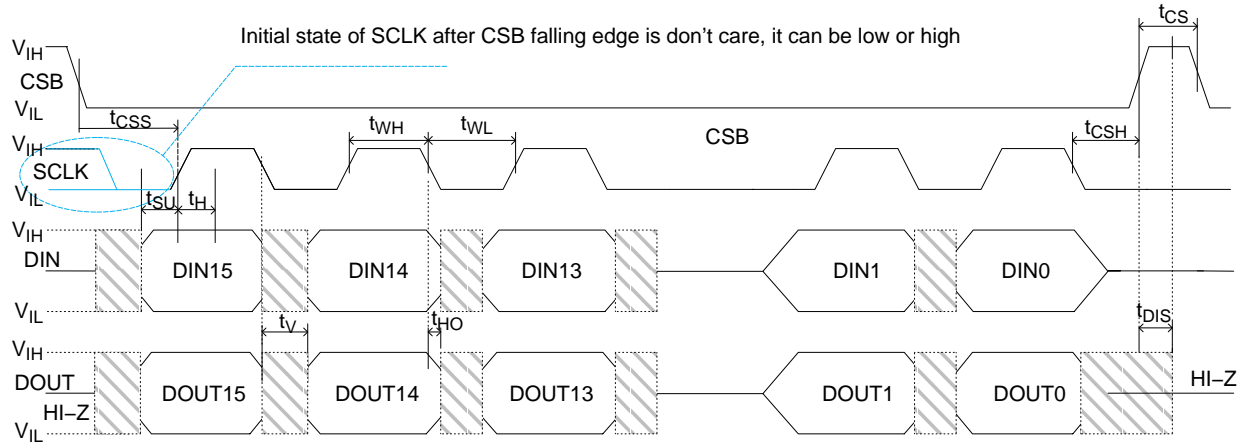 tCS
Initial state of SCLK after CSB falling edge is don't care, it can be low or high
VIH
CSB
VIL
tCSS
tWH
tWL
CSB
tCSH
VIH
SCLK
VIL
tSU
tH
VIH
DIN
DIN15
DIN14
DIN13
DIN1
DIN0
VIL
tV
tHO
tDIS
VIH
DOUT
HI–Z
DOUT15
DOUT14
DOUT13
DOUT1
DOUT0
HI–Z
VIL